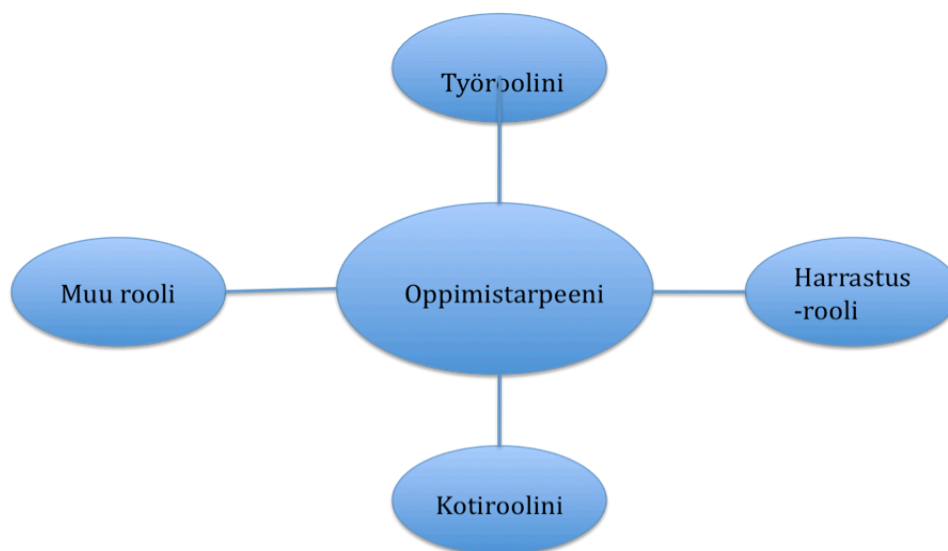 Työroolini
Muu rooli
Oppimistarpeeni
Harrastus
-rooli
Kotiroolini